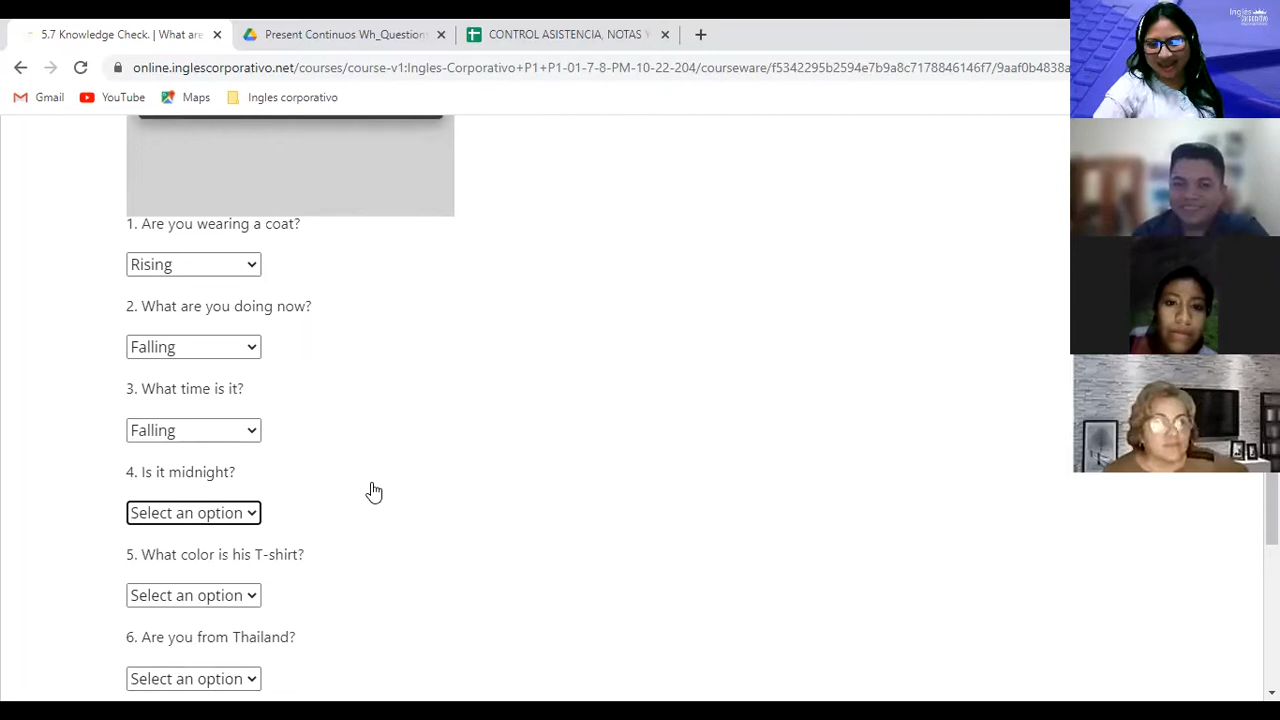 5.7 Knowledge Check. | What are
Present Continuos Wh_Question
CONTROL ASISTENCIA, NOTAS Y
online.inglescorporativo.net/courses/course-v1:Ingles-Corporativo+P1+P1-01-7-8-PM-10-22-204/courseware/f5342295b2594e7b9a8c7178846146f7/9aaf0b4838a
Gmail
YouTube
Maps
Ingles corporativo
1. Are you wearing a coat?
Rising
2. What are you doing now?
Falling
3. What time is it?
Falling
4. Is it midnight?
Select an option
5. What color is his T-shirt?
Select an option
6. Are you from Thailand?
Select an option
Ingles